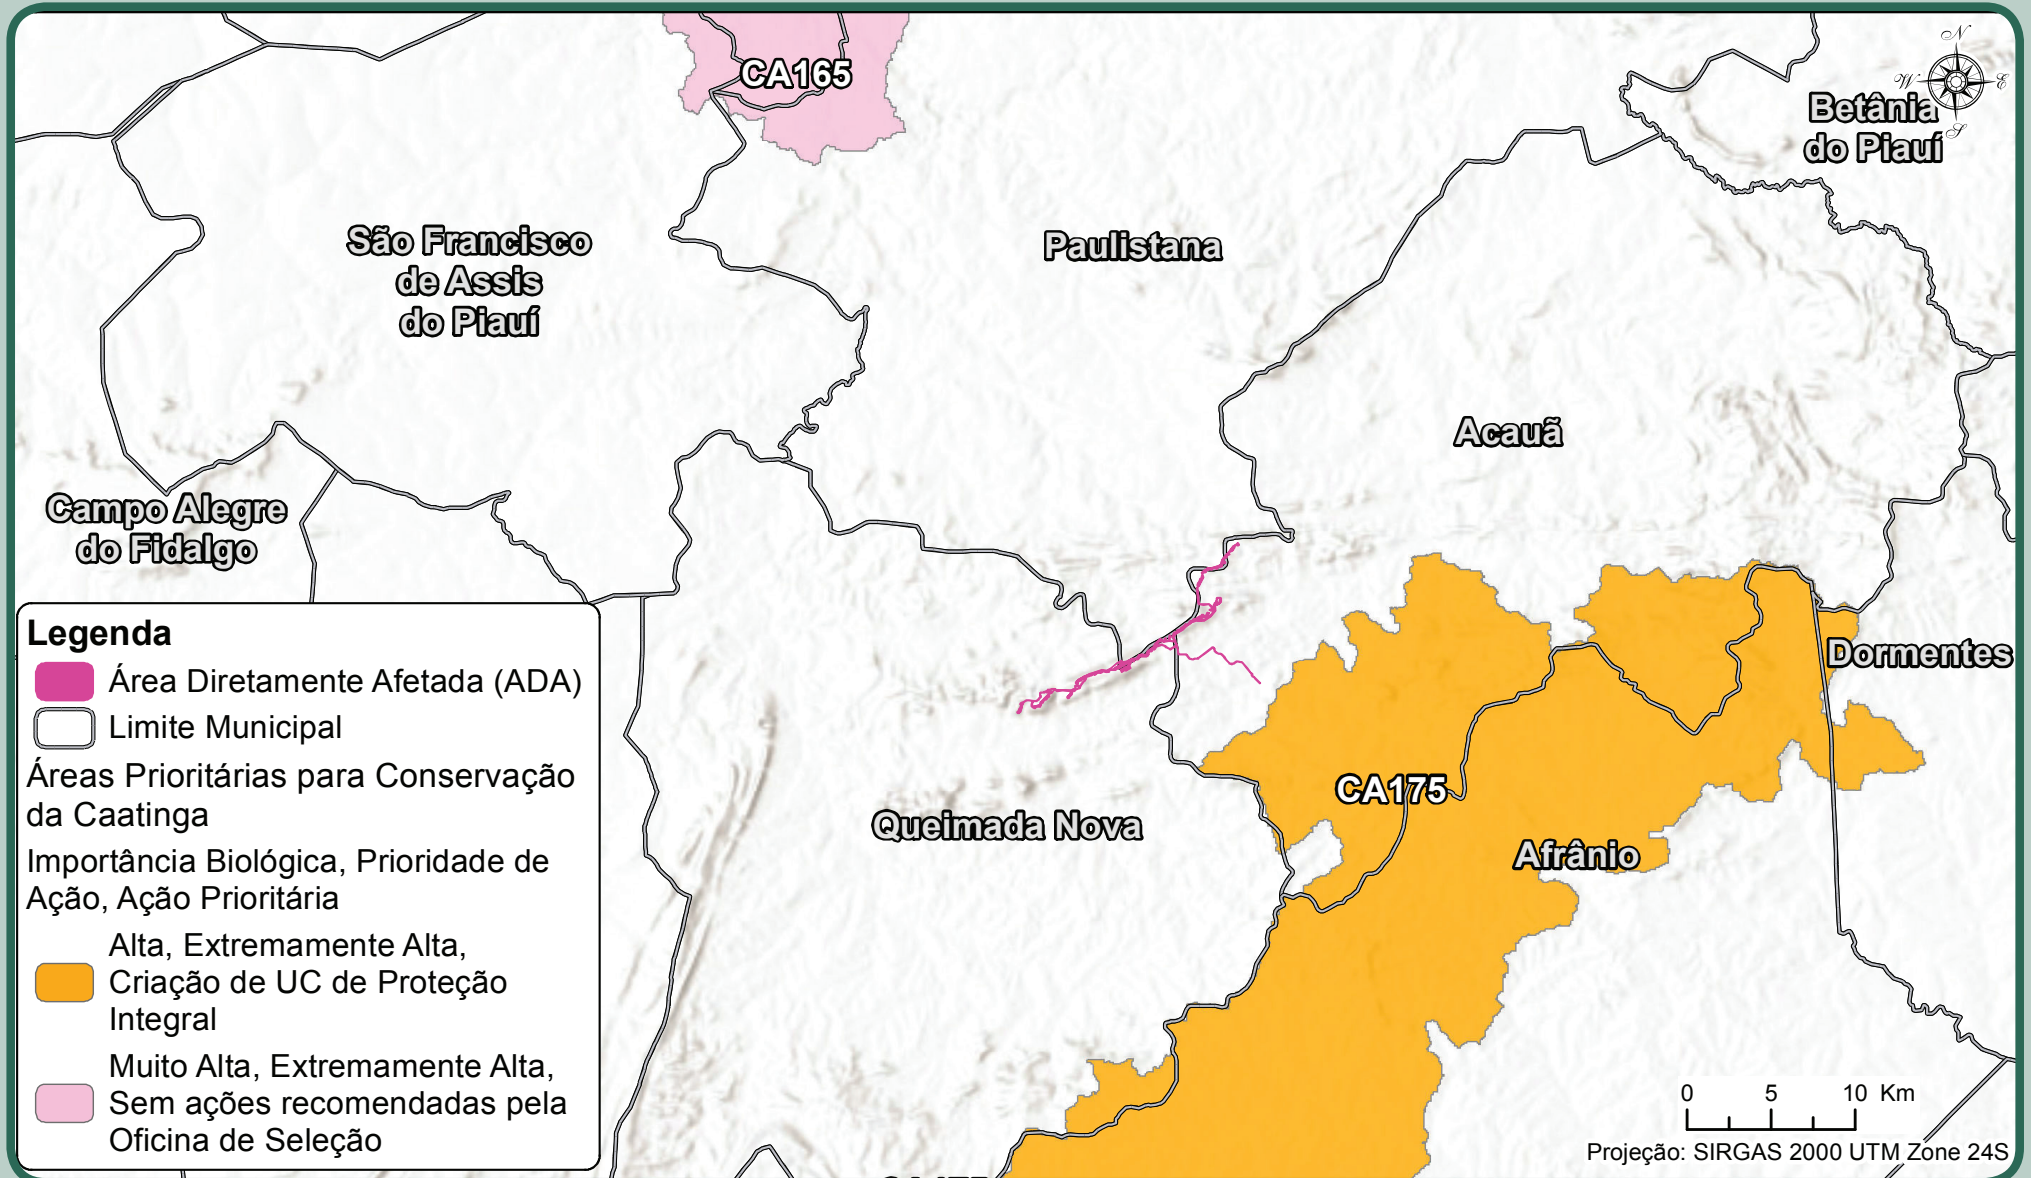 CA165
N
W
E
S
Betânia
do Piauí
São Francisco
de Assis
do Piauí
Paulistana
Acauã
Campo Alegre
do Fidalgo
Dormentes
CA175
Queimada Nova
Afrânio
Legenda
Área Diretamente Afetada (ADA)
Limite Municipal
Áreas Prioritárias para Conservação
da Caatinga
Importância Biológica, Prioridade de
Ação, Ação Prioritária
Alta, Extremamente Alta,
Criação de UC de Proteção
Integral
Muito Alta, Extremamente Alta,
Sem ações recomendadas pela
Oficina de Seleção
0 5 10 Km
Projeção: SIRGAS 2000 UTM Zone 24S